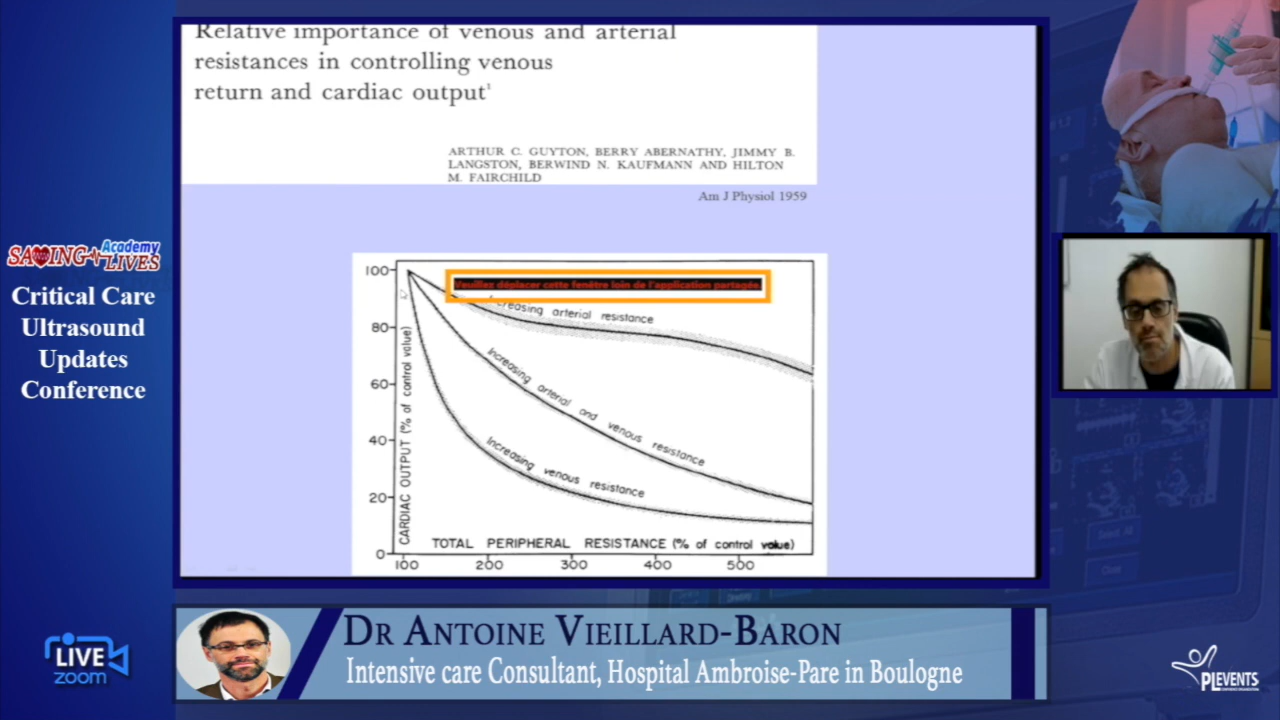 Relative importance of venous and arterial
resistances in controlling venous
return and cardiac output¹
ARTHUR C. GUYTON, BERRY ABERNATHY, JIMMY B.
LANGSTON, BERWIND N. KAUFMANN AND HILTON
M. FAIRCHILD
Am J Physiol 1959
SAVING Academy
LIVES
Critical Care
Ultrasound
Updates
Conference
Veuillez déplacer cette fenêtre loin de l'application partagée.
100
80
60
40
20
0
CARDIAC OUTPUT (% of control value)
creasing arterial resistance
Increasing arterial and venous resistance
Increasing venous resistance
TOTAL PERIPHERAL RESISTANCE (% of control value)
100 200 300 400 500
DR ANTOINE VIEILLARD-BARON
Intensive care Consultant, Hospital Ambroise-Pare in Boulogne
LIVE
zoom
PLEVENTS